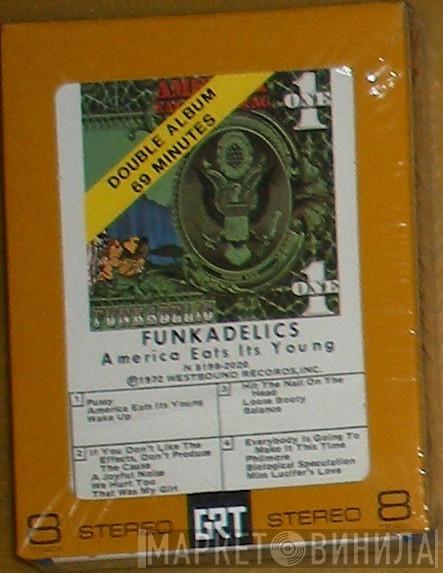 AMERICA
1
ONE
DOUBLE ALBUM
69 MINUTES
1
ONE
FUNKADELIC
FUNKADELICS
America Eats Its Young
N 8199-2020
©1972 WESTBOUND RECORDS, INC.
1 Pussy
America Eats Its Young
Wake Up
2 If You Don't Like The
Effects, Don't Produce
The Cause
A Joyful Noise
We Hurt Too
That Was My Girl
3 Hit The Nail On The
Head
Loose Booty
Balance
4 Everybody Is Going To
Make It This Time
Philmore
Biological Speculation
Miss Lucifer's Love
8 STEREO GRT STEREO 8
МАРКЕТ ВИНИЛА